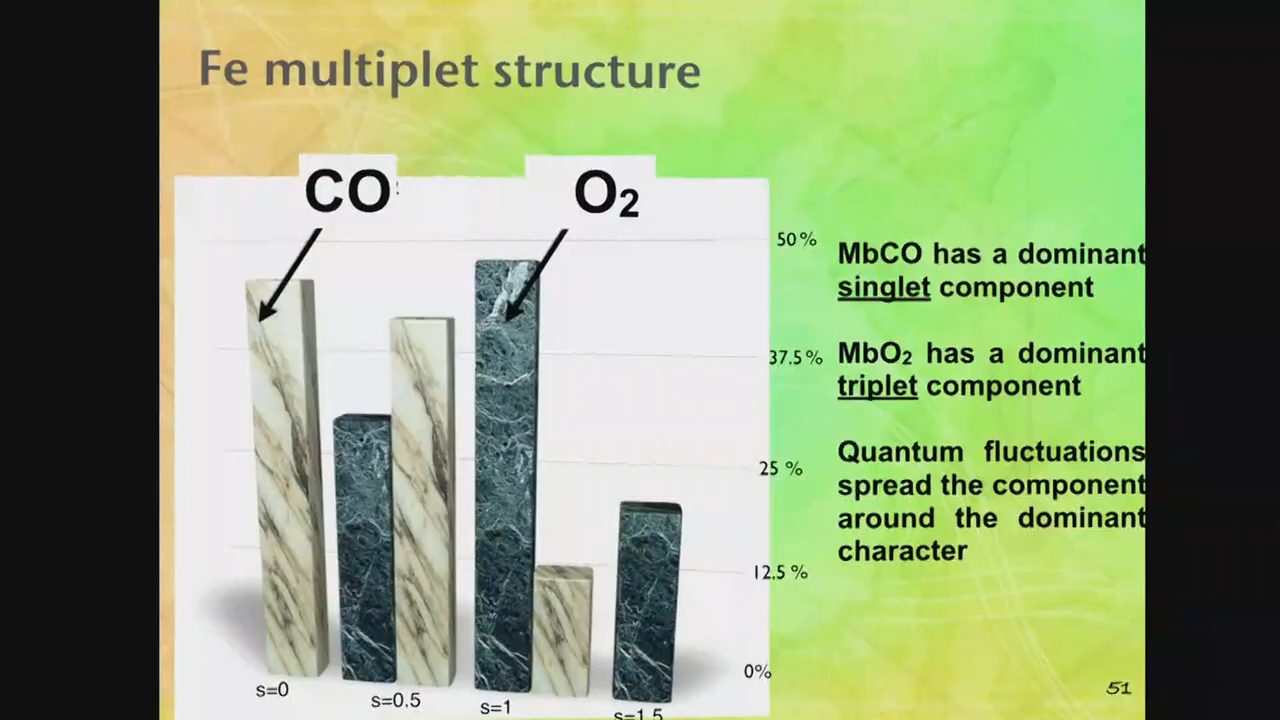 Fe multiplet structure
CO
O2
50%
37.5%
25 %
12.5 %
0%
s=0
s=0.5
s=1
s=1.5
MbCO has a dominant
singlet component
MbO2 has a dominant
triplet component
Quantum fluctuations
spread the component
around the dominant
character
51